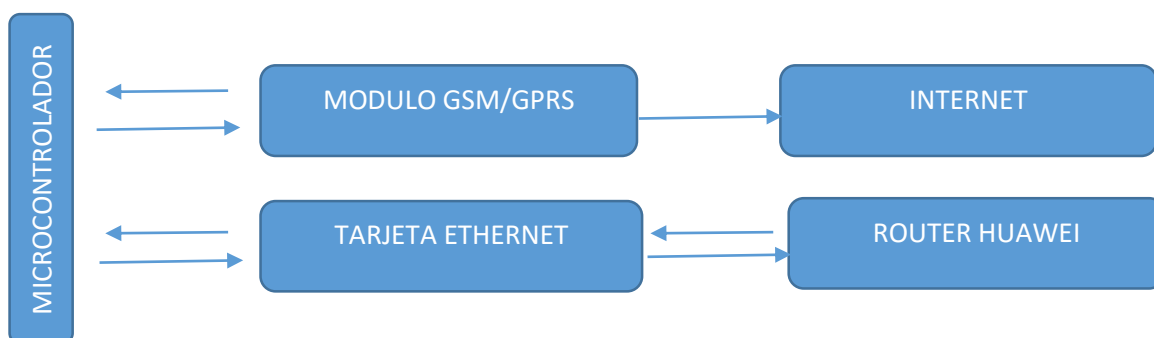 MICROCONTROLADOR
MODULO GSM/GPRS
INTERNET
TARJETA ETHERNET
ROUTER HUAWEI